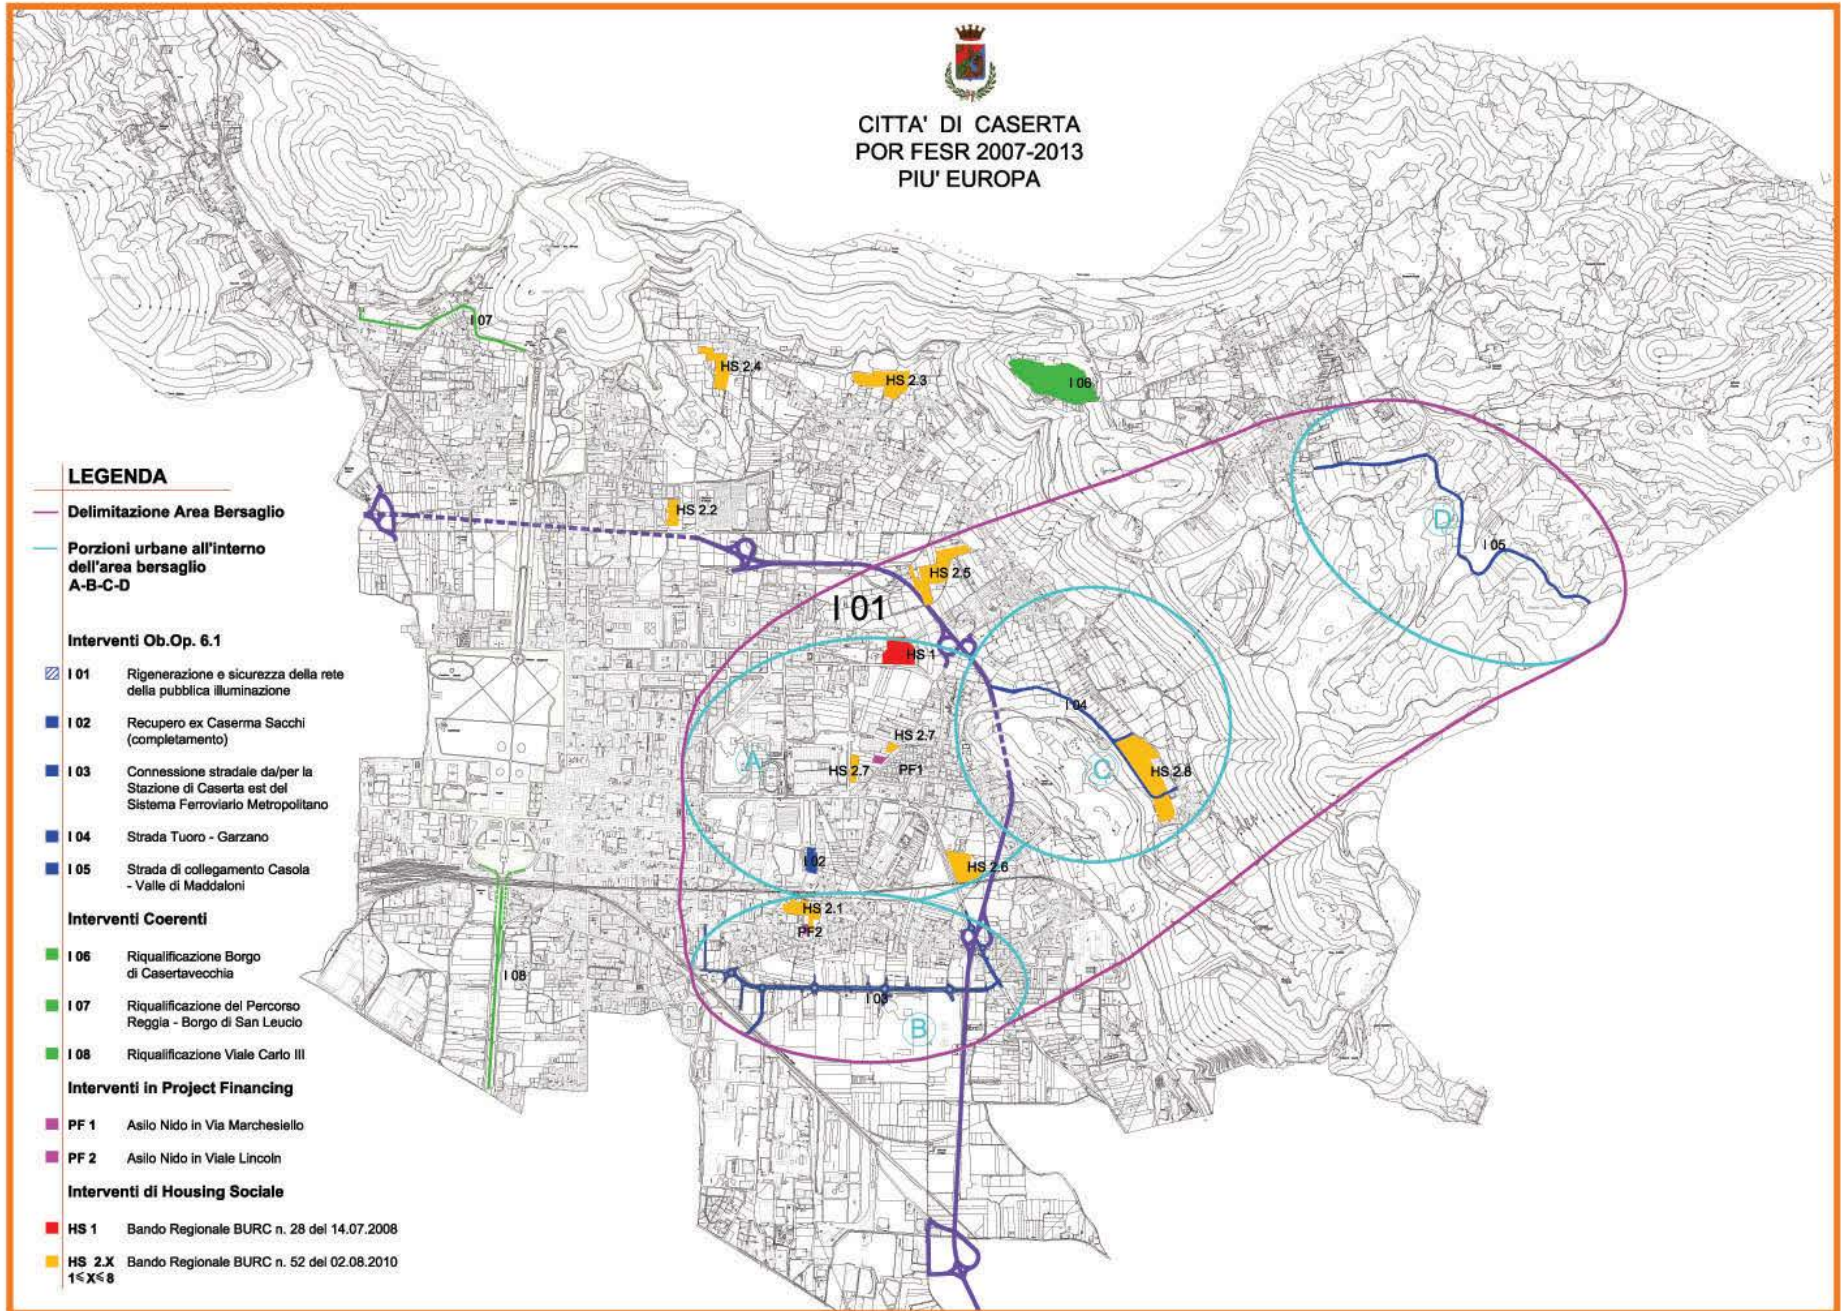 CITTA' DI CASERTA
POR FESR 2007-2013
PIU' EUROPA
I 07
HS 2.4
HS 2.3
I 06
LEGENDA
Delimitazione Area Bersaglio
Porzioni urbane all'interno
dell'area bersaglio
A-B-C-D
Interventi Ob.Op. 6.1
I 01 Rigenerazione e sicurezza della rete
della pubblica illuminazione
I 02 Recupero ex Caserma Sacchi
(completamento)
I 03 Connessione stradale da/per la
Stazione di Caserta est del
Sistema Ferroviario Metropolitano
I 04 Strada Tuoro - Garzano
I 05 Strada di collegamento Casola
- Valle di Maddaloni
Interventi Coerenti
I 06 Riqualificazione Borgo
di Casertavecchia
I 07 Riqualificazione del Percorso
Reggia - Borgo di San Leucio
I 08 Riqualificazione Viale Carlo III
Interventi in Project Financing
PF 1 Asilo Nido in Via Marchesiello
PF 2 Asilo Nido in Viale Lincoln
Interventi di Housing Sociale
HS 1 Bando Regionale BURC n. 28 del 14.07.2008
HS 2.X Bando Regionale BURC n. 52 del 02.08.2010
1≤X≤8
HS 2.2
D
I 05
HS 2.5
I 01
HS 1
I 04
HS 2.7
A
HS 2.7
PF1
C
HS 2.8
I 02
HS 2.6
HS 2.1
PF2
I 08
I 03
B